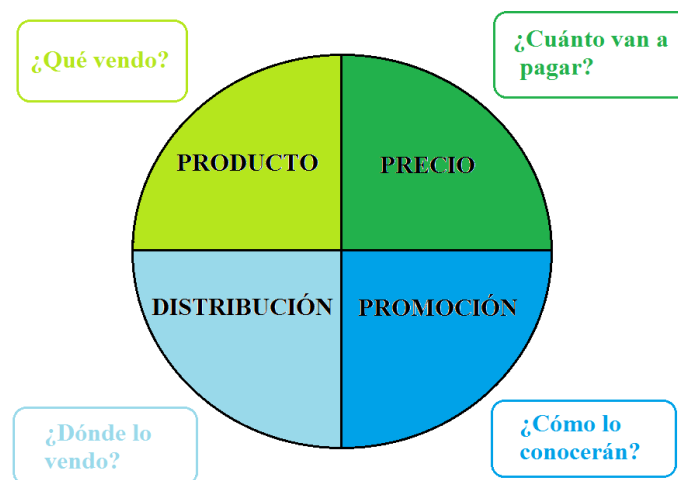 ¿Qué vendo?
¿Cuánto van a
pagar?
PRODUCTO
PRECIO
DISTRIBUCIÓN
PROMOCIÓN
¿Dónde lo
vendo?
¿Cómo lo
conocerán?